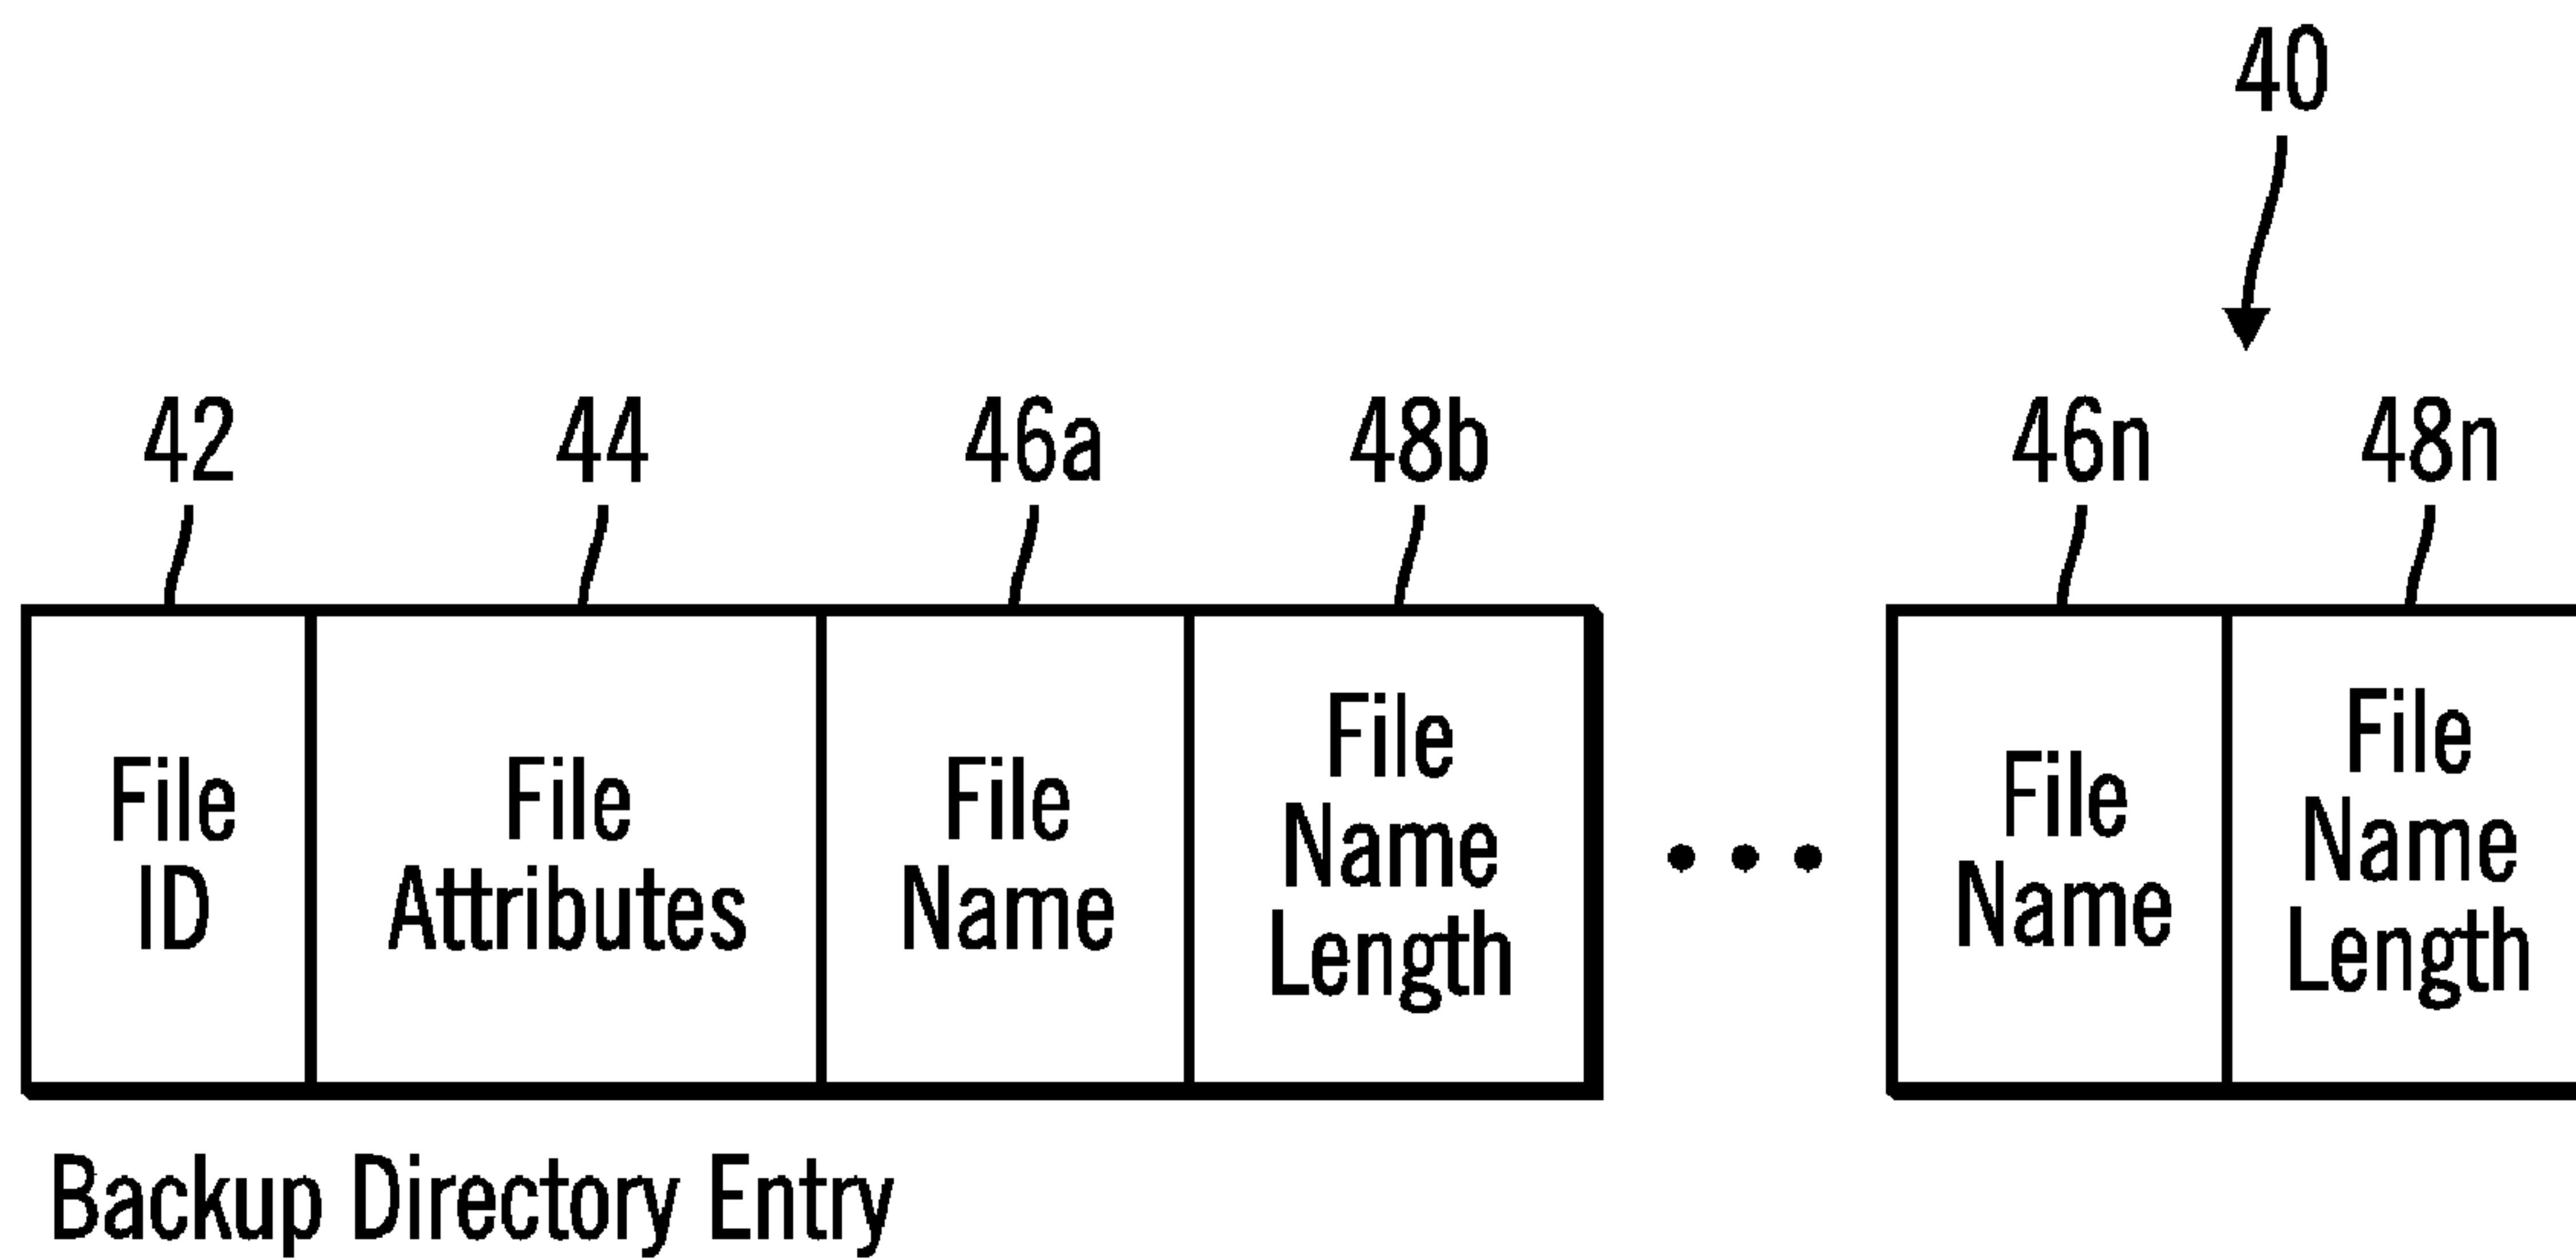 40
42 44 46a 48b 46n 48n
File
ID
File
Attributes
File
Name
File
Name
Length
File
Name
File
Name
Length
Backup Directory Entry